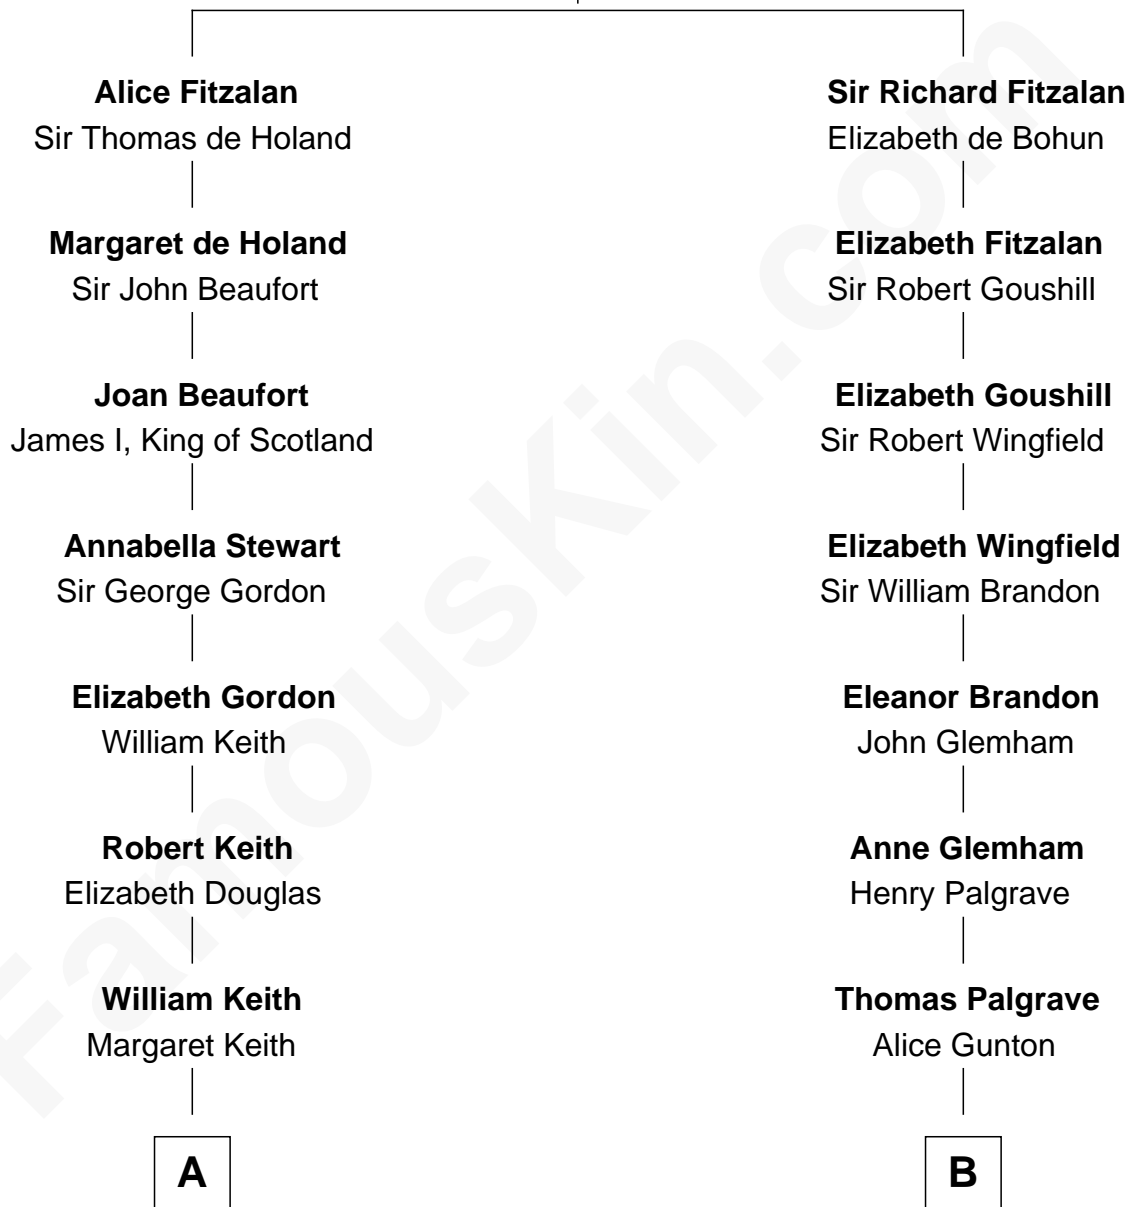 Alice Fitzalan
Sir Thomas de Holand
Margaret de Holand
Sir John Beaufort
Joan Beaufort
James I, King of Scotland
Annabella Stewart
Sir George Gordon
Elizabeth Gordon
William Keith
Robert Keith
Elizabeth Douglas
William Keith
Margaret Keith
A
Sir Richard Fitzalan
Elizabeth de Bohun
Elizabeth Fitzalan
Sir Robert Goushill
Elizabeth Goushill
Sir Robert Wingfield
Elizabeth Wingfield
Sir William Brandon
Eleanor Brandon
John Glemham
Anne Glemham
Henry Palgrave
Thomas Palgrave
Alice Gunton
B
FamousKin.com